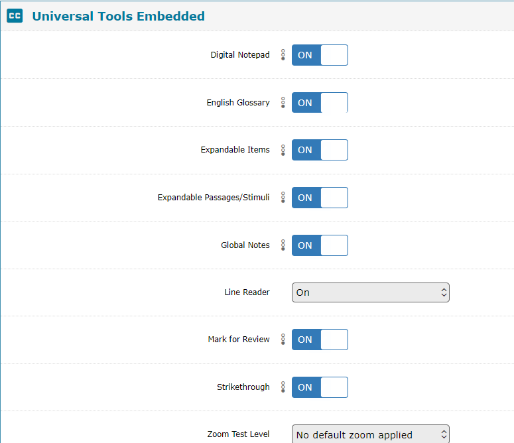 CC Universal Tools Embedded
Digital Notepad ON
English Glossary ON
Expandable Items ON
Expandable Passages/Stimuli ON
Global Notes ON
Line Reader On
Mark for Review ON
Strikethrough ON
Zoom Test Level No default zoom applied